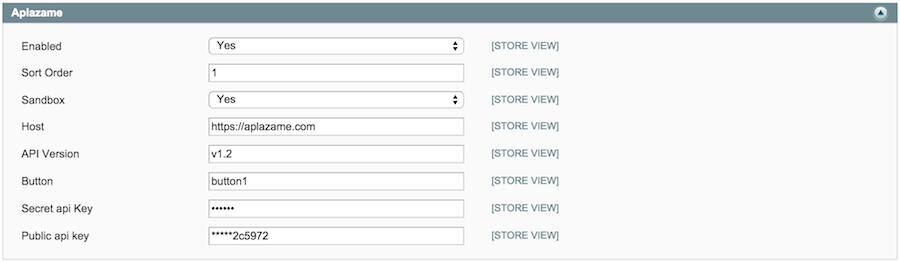 Aplazame
Enabled Yes [STORE VIEW]
Sort Order 1 [STORE VIEW]
Sandbox Yes [STORE VIEW]
Host https://aplazame.com [STORE VIEW]
API Version v1.2 [STORE VIEW]
Button button1 [STORE VIEW]
Secret api Key •••••• [STORE VIEW]
Public api key *****2c5972 [STORE VIEW]